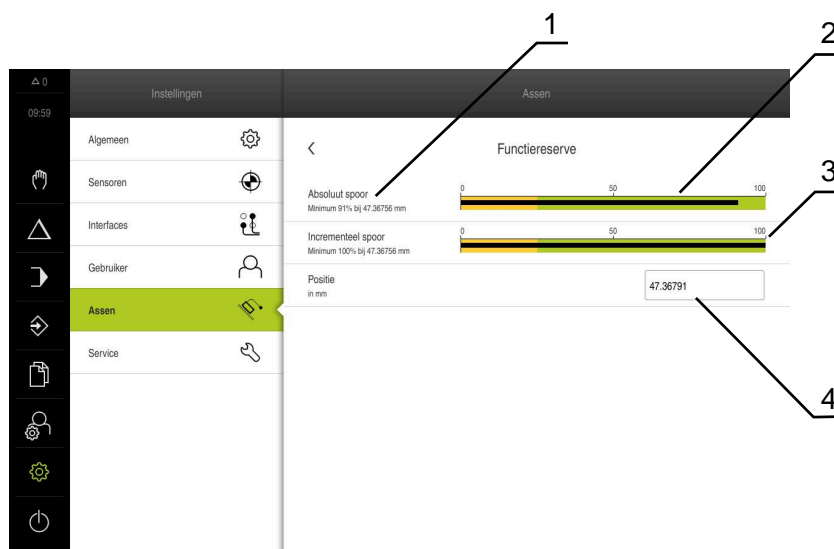 1
2
△ 0
Instellingen
Assen
09:59
Algemeen
Functiereserve
Sensoren
3
Absoluut spoor
Minimum 91% bij 47.36756 mm
0 50 100
Interfaces
Incrementeel spoor
Minimum 100% bij 47.36756 mm
0 50 100
Gebruiker
Positie
in mm
47.36791
Assen
Service
4